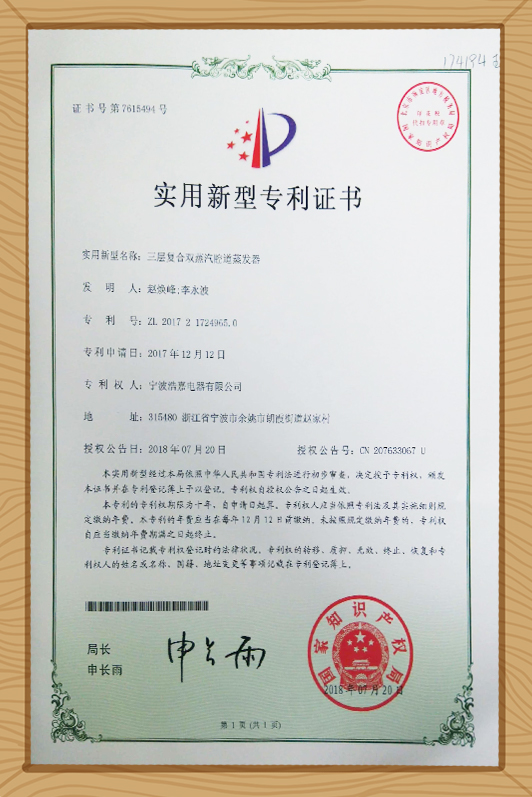 174194
证书号第7615494号
实用新型专利证书
实用新型名称：三层复合双蒸汽腔道蒸发器
发 明 人：赵焕峰;李永波
专 利 号：ZL 2017 2 1724965.0
专利申请日：2017年12月12日
专 利 权 人：宁波浩嘉电器有限公司
地 址：315480 浙江省宁波市余姚市朗霞街道赵家村
授权公告日：2018年07月20日 授权公告号：CN 207633067 U
本实用新型经过本局依照中华人民共和国专利法进行初步审查，决定授予专利权，颁发
本证书并在专利登记簿上予以登记。专利权自授权公告之日起生效。
本专利的专利权期限为十年，自申请日起算。专利权人应当依照专利法及其实施细则规
定缴纳年费。本专利的年费应当在每年12月12日前缴纳。未按照规定缴纳年费的，专利权
自应当缴纳年费期满之日起终止。
专利证书记载专利权登记时的法律状况。专利权的转移、质押、无效、终止、恢复和专
利权人的姓名或名称、国籍、地址变更等事项记载在专利登记簿上。
局长
申长雨
申长雨
国家知识产权局
2018年07月20日
第 1 页 (共 1 页)